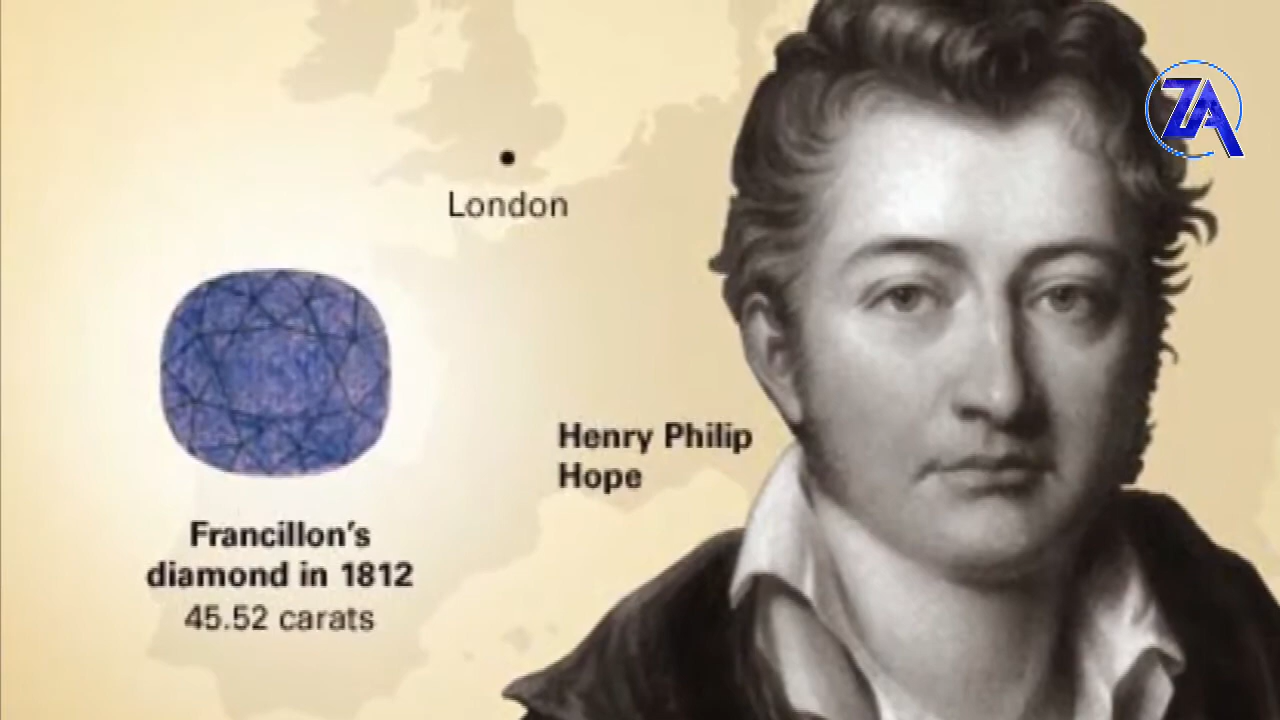 ZA
London
Henry Philip
Hope
Francillon's
diamond in 1812
45.52 carats